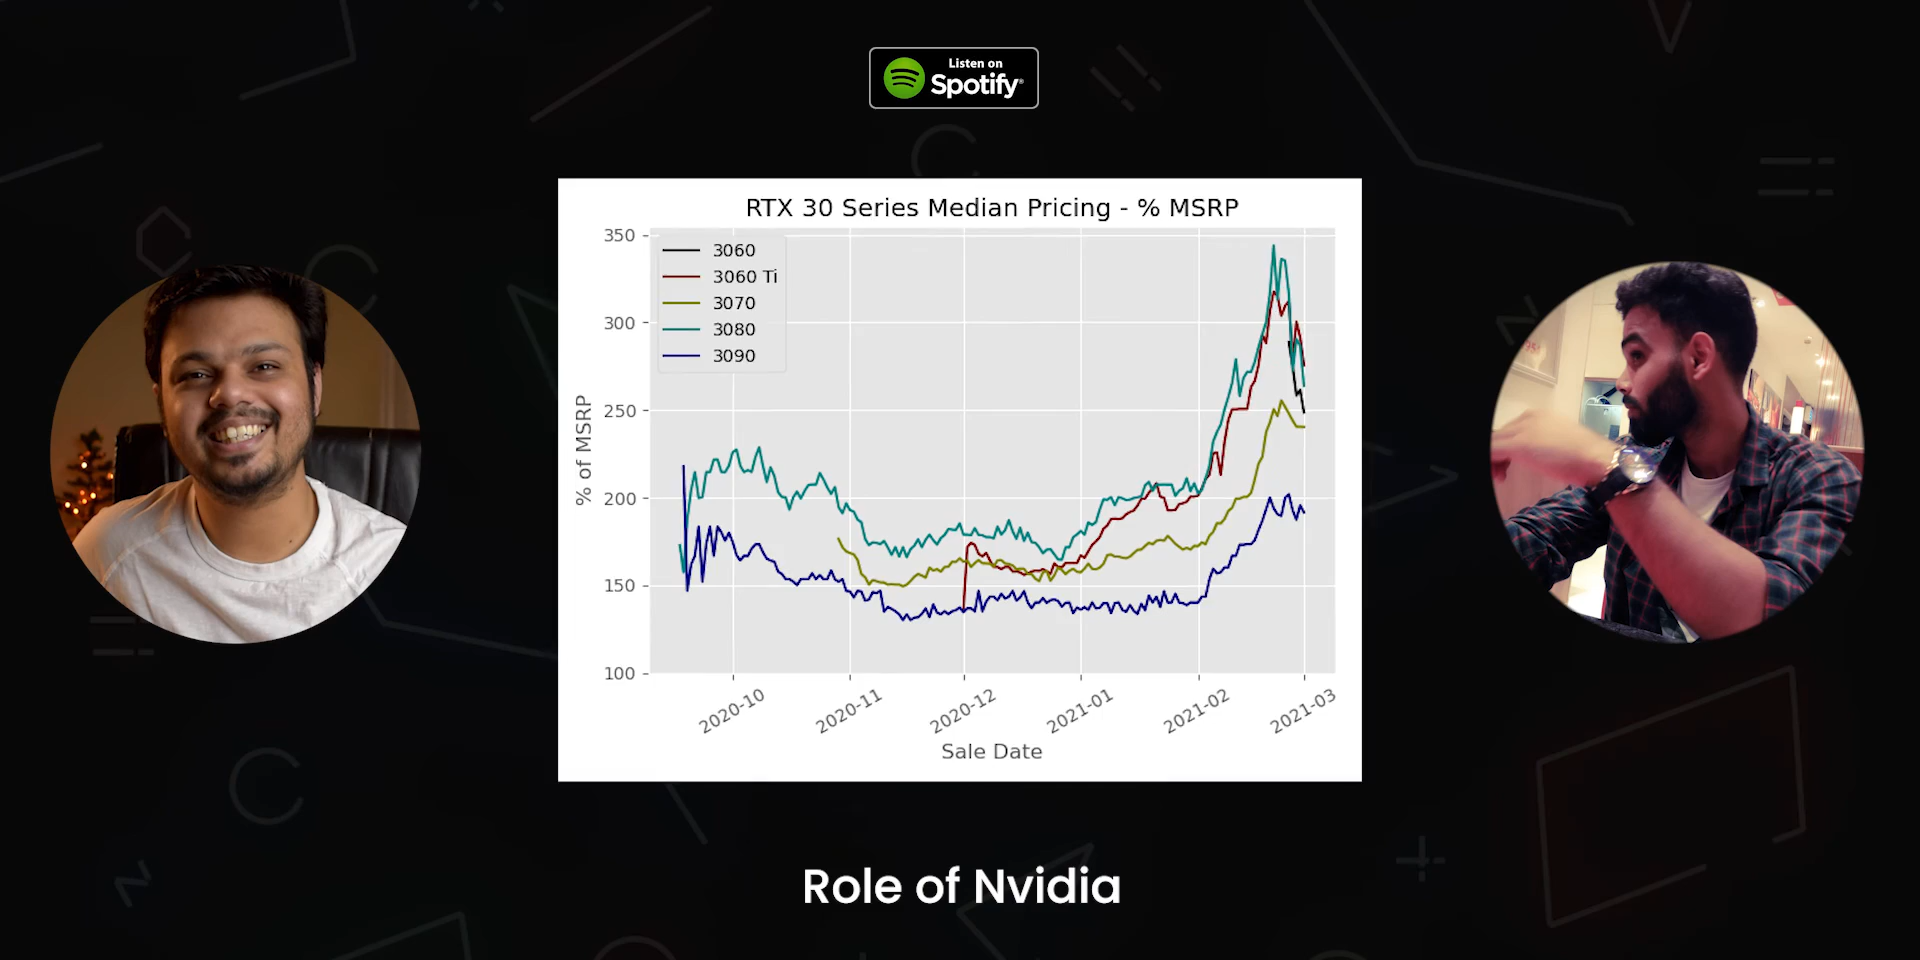 Listen on
Spotify®
RTX 30 Series Median Pricing - % MSRP
350
300
250
200
150
100
% of MSRP
3060
3060 Ti
3070
3080
3090
2020-10
2020-11
2020-12
2021-01
2021-02
2021-03
Sale Date
Role of Nvidia